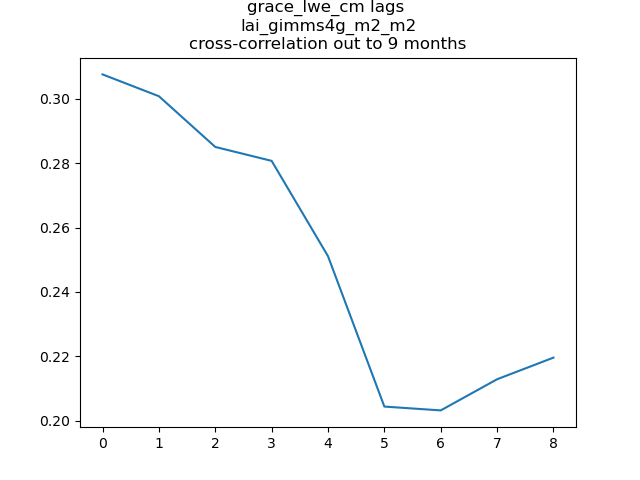 grace_lwe_cm lags
lai_gimms4g_m2_m2
cross-correlation out to 9 months
0.30
0.28
0.26
0.24
0.22
0.20
0 1 2 3 4 5 6 7 8